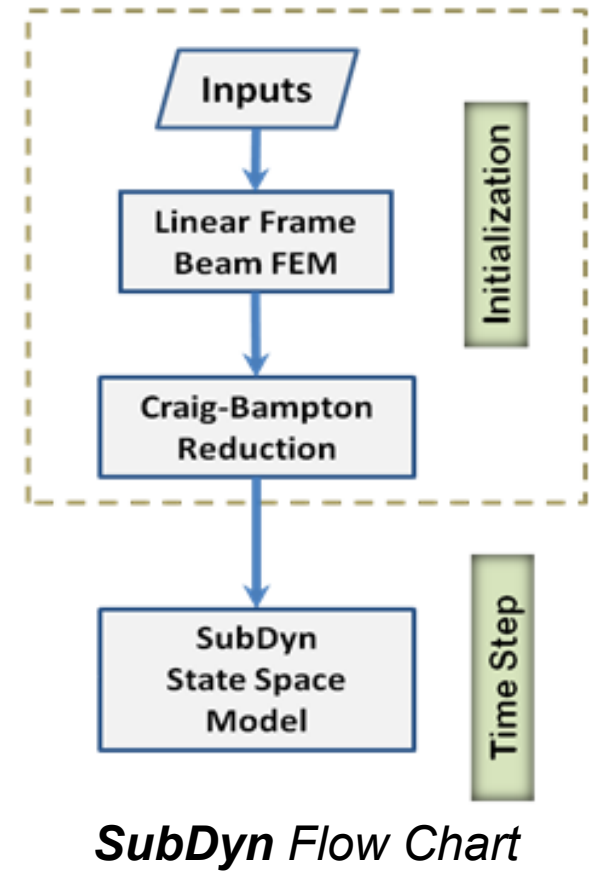 Inputs
Linear Frame
Beam FEM
Initialization
Craig-Bampton
Reduction
SubDyn
State Space
Model
Time Step
SubDyn Flow Chart